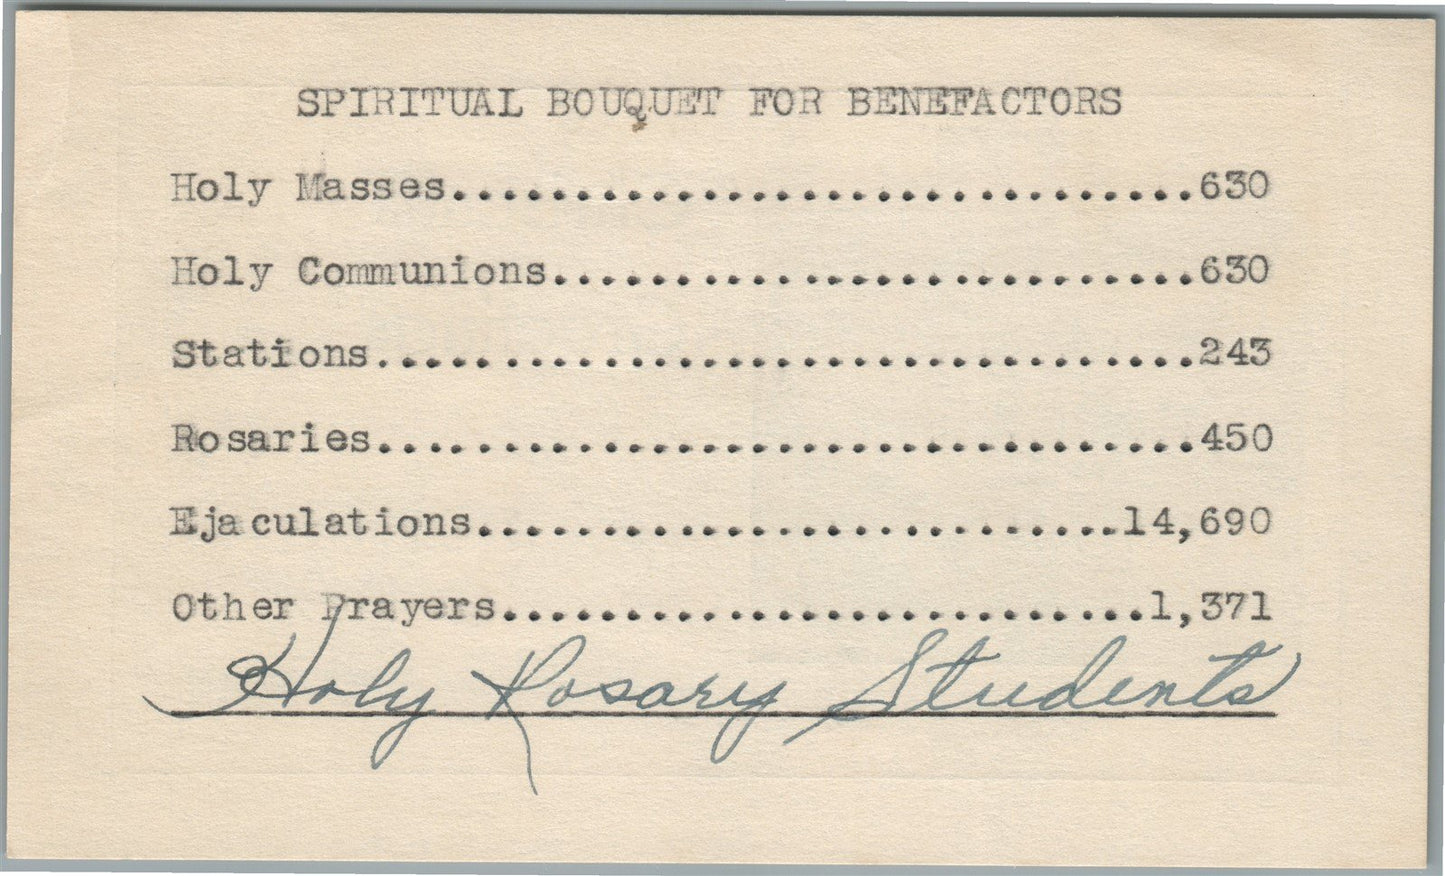 SPIRITUAL BOUQUET FOR BENEFACTORS
Holy Masses..............................630
Holy Communions..........................630
Stations.................................243
Rosaries.................................450
Ejaculations..........................14,690
Other Prayers..........................1,371
Holy Rosary Students